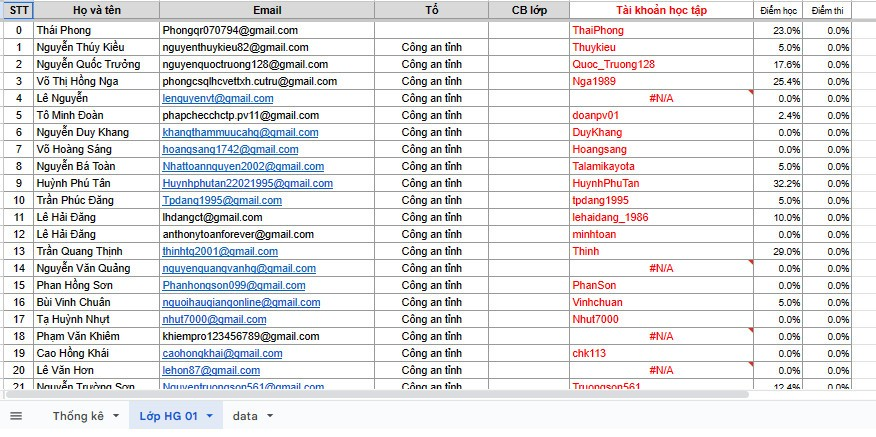 STT Họ và tên Email Tổ CB lớp Tài khoản học tập Điểm học Điểm thi
0 Thái Phong Phongqr070794@gmail.com ThaiPhong 23.0% 0.0%
1 Nguyễn Thúy Kiều nguyenthuykieu82@gmail.com Công an tỉnh Thuykieu 5.0% 0.0%
2 Nguyễn Quốc Trưởng nguyenquoctruong128@gmail.com Công an tỉnh Quoc_Truong128 17.6% 0.0%
3 Võ Thị Hồng Nga phongcsqlhcvettxh.cutru@gmail.com Công an tỉnh Nga1989 25.4% 0.0%
4 Lê Nguyễn lenguyenvt@gmail.com Công an tỉnh #N/A 0.0% 0.0%
5 Tô Minh Đoàn phapchecchctp.pv11@gmail.com Công an tỉnh doanpv01 2.4% 0.0%
6 Nguyễn Duy Khang khangthammuucahg@gmail.com Công an tỉnh DuyKhang 0.0% 0.0%
7 Võ Hoàng Sáng hoangsang1742@gmail.com Công an tỉnh Hoangsang 0.0% 0.0%
8 Nguyễn Bá Toàn Nhattoannguyen2002@gmail.com Công an tỉnh Talamikayota 5.0% 0.0%
9 Huỳnh Phú Tân Huynhphutan22021995@gmail.com Công an tỉnh HuynhPhuTan 32.2% 0.0%
10 Trần Phúc Đăng Tpdang1995@gmail.com Công an tỉnh tpdang1995 5.0% 0.0%
11 Lê Hải Đăng lhdangct@gmail.com Công an tỉnh lehaidang_1986 10.0% 0.0%
12 Lê Hải Đăng anthonytoanforever@gmail.com Công an tỉnh minhtoan 0.0% 0.0%
13 Trần Quang Thịnh thinhtq2001@gmail.com Công an tỉnh Thinh 29.0% 0.0%
14 Nguyễn Văn Quảng nguyenquangvanhg@gmail.com Công an tỉnh #N/A 0.0% 0.0%
15 Phan Hồng Sơn Phanhongson099@gmail.com Công an tỉnh PhanSon 0.0% 0.0%
16 Bùi Vinh Chuẩn nguoihaugiangonline@gmail.com Công an tỉnh Vinhchuan 5.0% 0.0%
17 Tạ Huỳnh Nhựt nhut7000@gmail.com Công an tỉnh Nhut7000 0.0% 0.0%
18 Phạm Văn Khiêm khiempro123456789@gmail.com Công an tỉnh #N/A 0.0% 0.0%
19 Cao Hồng Khái caohongkhai@gmail.com Công an tỉnh chk113 0.0% 0.0%
20 Lê Văn Hơn lehon87@gmail.com Công an tỉnh #N/A 0.0% 0.0%
21 Nguyễn Trường Sơn Nguyentruongson561@gmail.com Công an tỉnh Truongson561 12.4% 0.0%
Thống kê Lớp HG 01 data